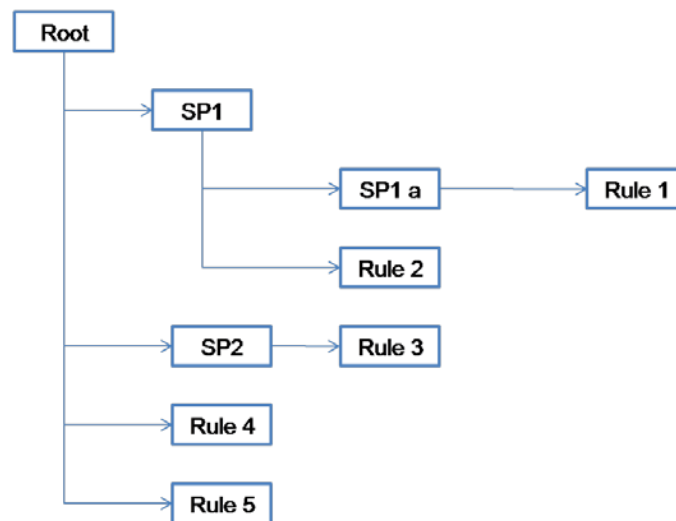 Root
SP1
SP1 a
Rule 1
Rule 2
SP2
Rule 3
Rule 4
Rule 5